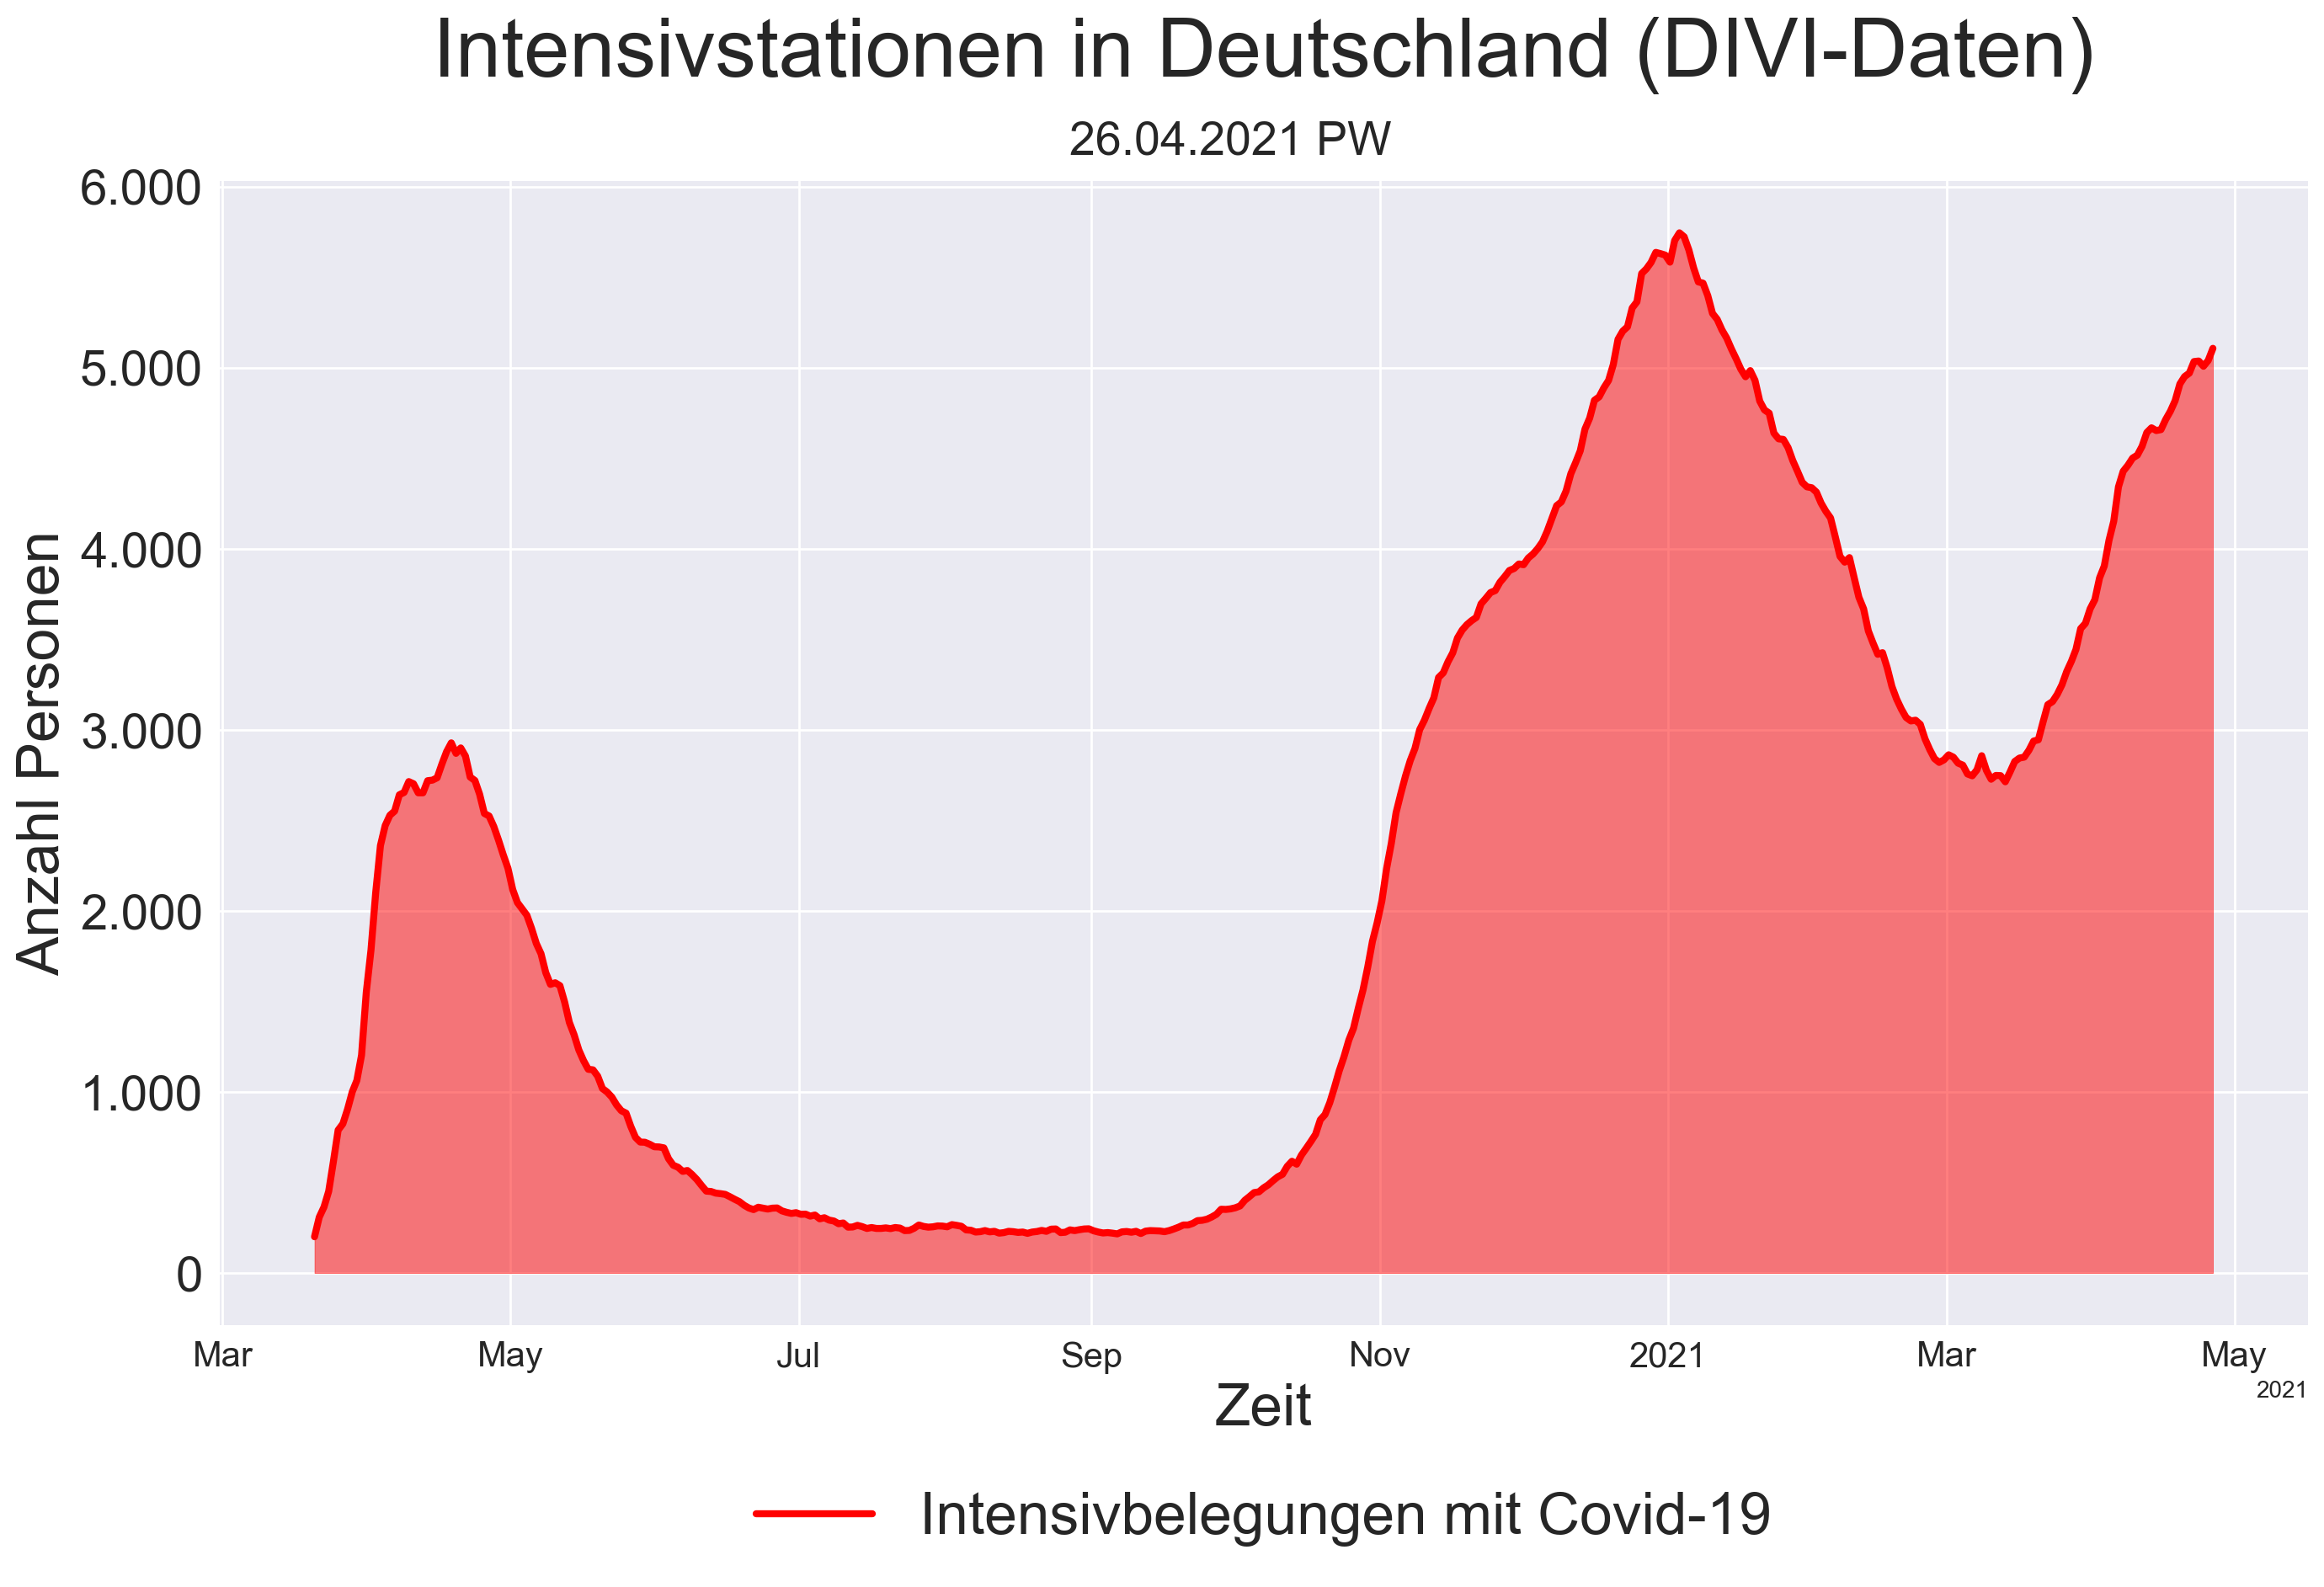 Intensivstationen in Deutschland (DIVI-Daten)
26.04.2021 PW
Anzahl Personen
6.000
5.000
4.000
3.000
2.000
1.000
0
Mar May Jul Sep Nov 2021 Mar May
2021
Zeit
Intensivbelegungen mit Covid-19